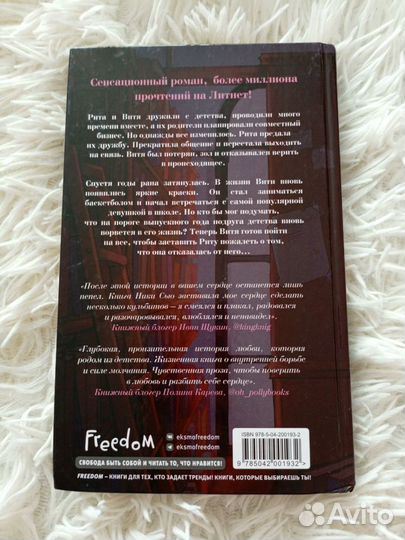 Сенсационный роман, более миллиона
прочтений на Литнет!
Рита и Витя дружили с детства, проводили много
времени вместе, а их родители планировали совместный
бизнес. Но однажды все изменилось. Рита предала
их дружбу. Прекратила общение и перестала выходить
на связь. Витя был потерян, зол и отказывался верить
в происходящее.
Спустя годы рана затянулась. В жизни Вити вновь
появились яркие краски. Он стал заниматься
баскетболом и начал встречаться с самой популярной
девушкой в школе. Но кто бы мог подумать,
что на пороге выпускного года подруга детства вновь
ворвется в его жизнь? Теперь Витя готов пойти
на все, чтобы заставить Риту пожалеть о том,
что она отказалась от него...
«После этой истории в вашем сердце останется лишь
пепел. Книга Ники Сью заставила мое сердце сделать
несколько кульбитов – я смеялся и плакал, радовался
и разочаровывался, влюблялся и ненавидел».
Книжный блогер Иван Щукин, @kingknig
«Глубокая, пронзительная история любви, которая
родом из детства. Жизненная книга о внутренней борьбе
и силе молчания. Чувственная проза, чтобы поверить
в любовь и разбить себе сердце».
Книжный блогер Полина Карева, @oh_pollybooks
Freedom
eksmofreedom
eksmofreedom
СВОБОДА БЫТЬ СОБОЙ И ЧИТАТЬ ТО, ЧТО НРАВИТСЯ!
FREEDOM – КНИГИ ДЛЯ ТЕХ, КТО ЗАДАЕТ ТРЕНДЫ! КНИГИ, КОТОРЫЕ ВЫБИРАЕШЬ ТЫ!
ISBN 978-5-04-200193-2
9 785042 001932 >
Avito